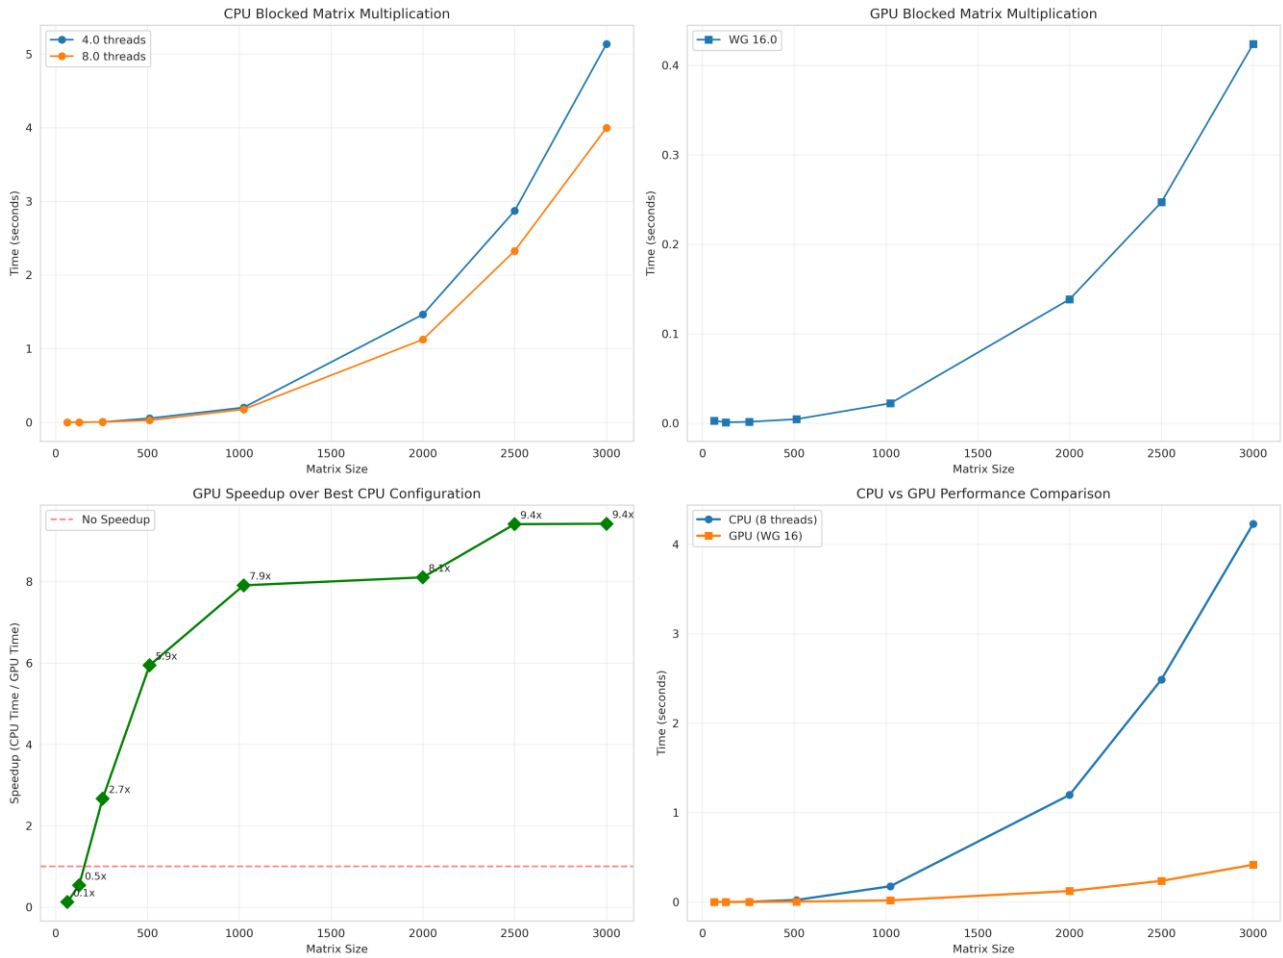 CPU Blocked Matrix Multiplication
4.0 threads
8.0 threads
5
4
3
2
1
0
Time (seconds)
0 500 1000 1500 2000 2500 3000
Matrix Size
GPU Blocked Matrix Multiplication
WG 16.0
0.4
0.3
0.2
0.1
0.0
Time (seconds)
0 500 1000 1500 2000 2500 3000
Matrix Size
GPU Speedup over Best CPU Configuration
No Speedup
8
6
4
2
0
Speedup (CPU Time / GPU Time)
0.1x
0.5x
2.7x
5.9x
7.9x
8.1x
9.4x
9.4x
0 500 1000 1500 2000 2500 3000
Matrix Size
CPU vs GPU Performance Comparison
CPU (8 threads)
GPU (WG 16)
4
3
2
1
0
Time (seconds)
0 500 1000 1500 2000 2500 3000
Matrix Size